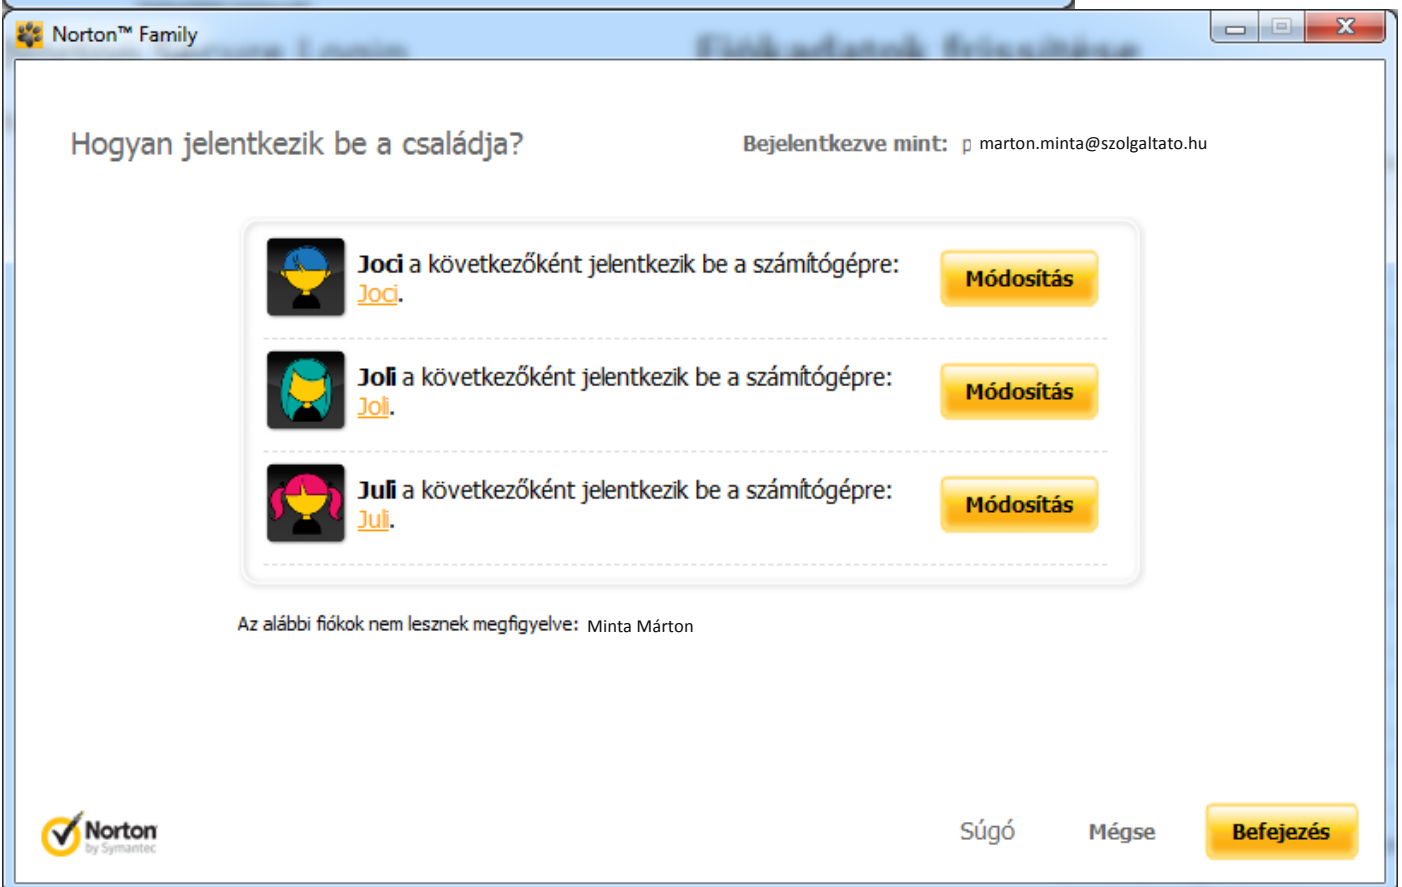 Norton™ Family
Hogyan jelentkezik be a családja?
Bejelentkezve mint: p marton.minta@szolgaltato.hu
Joci a következőként jelentkezik be a számítógépre:
Joci.
Módosítás
Joli a következőként jelentkezik be a számítógépre:
Joli.
Módosítás
Juli a következőként jelentkezik be a számítógépre:
Juli.
Módosítás
Az alábbi fiókok nem lesznek megfigyelve: Minta Márton
Norton
by Symantec
Súgó
Mégse
Befejezés